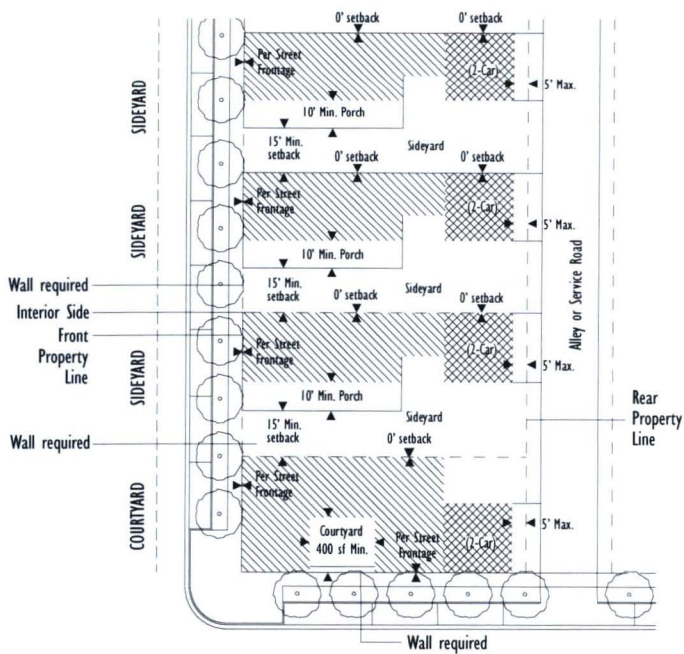 0' setback
0' setback
Per Street
Frontage
(2-Car)
5' Max.
SIDEYARD
10' Min. Porch
15' Min.
setback
Sideyard
0' setback
0' setback
Per Street
Frontage
(2-Car)
5' Max.
SIDEYARD
10' Min. Porch
Wall required
15' Min.
setback
Sideyard
0' setback
0' setback
Interior Side
Front
Property
Line
Per Street
Frontage
(2-Car)
5' Max.
Alley or Service Road
SIDEYARD
10' Min. Porch
Rear
Property
Line
Wall required
15' Min.
setback
Sideyard
0' setback
Per Street
Frontage
COURTYARD
Courtyard
400 sf Min.
Per Street
Frontage
(2-Car)
5' Max.
Wall required